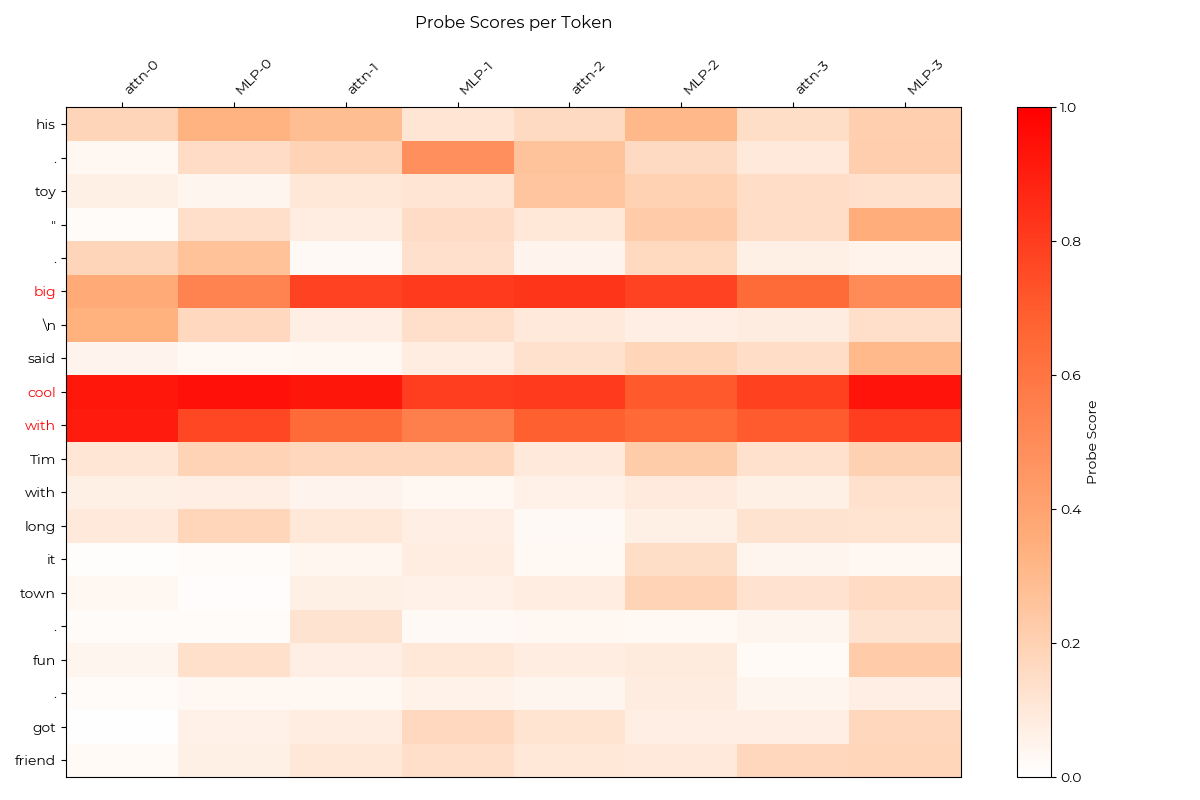 Probe Scores per Token
attn-0 MLP-0 attn-1 MLP-1 attn-2 MLP-2 attn-3 MLP-3
his
.
toy
"
.
big
\n
said
cool
with
Tim
with
long
it
town
.
fun
.
got
friend
1.0
0.8
0.6
0.4
0.2
0.0
Probe Score